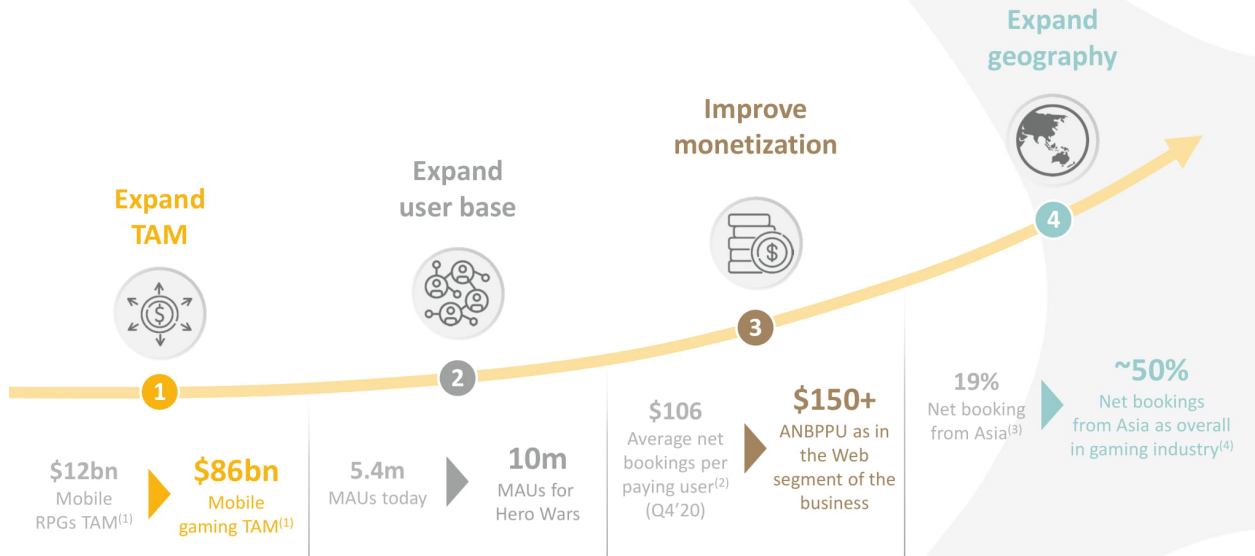 Expand
TAM
1
$12bn
Mobile
RPGs TAM(1)
$86bn
Mobile
gaming TAM(1)
Expand
user base
2
5.4m
MAUs today
10m
MAUs for
Hero Wars
Improve
monetization
$
3
$106
Average net
bookings per
paying user(2)
(Q4'20)
$150+
ANBPPU as in
the Web
segment of the
business
Expand
geography
4
19%
Net booking
from Asia(3)
~50%
Net bookings
from Asia as overall
in gaming industry(4)